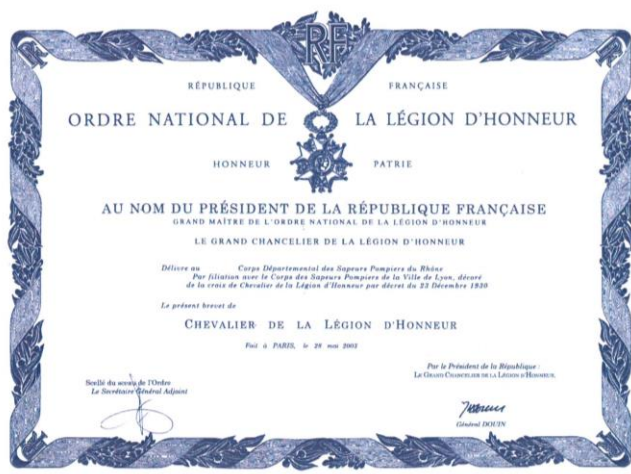 RF
RÉPUBLIQUE FRANÇAISE
ORDRE NATIONAL DE LA LÉGION D'HONNEUR
HONNEUR PATRIE
AU NOM DU PRÉSIDENT DE LA RÉPUBLIQUE FRANÇAISE
GRAND MAÎTRE DE L'ORDRE NATIONAL DE LA LÉGION D'HONNEUR
LE GRAND CHANCELIER DE LA LÉGION D'HONNEUR
Délivre au Corps Départemental des Sapeurs Pompiers du Rhône
Par filiation avec le Corps des Sapeurs Pompiers de la Ville de Lyon, décoré
de la croix de Chevalier de la Légion d'Honneur par décret du 23 Décembre 1930
Le présent brevet de
CHEVALIER DE LA LÉGION D'HONNEUR
Fait à PARIS, le 28 mai 2003
Scellé du sceau de l'Ordre
Le Secrétaire Général Adjoint
Par le Président de la République :
LE GRAND CHANCELIER DE LA LÉGION D'HONNEUR.
Général DOUIN